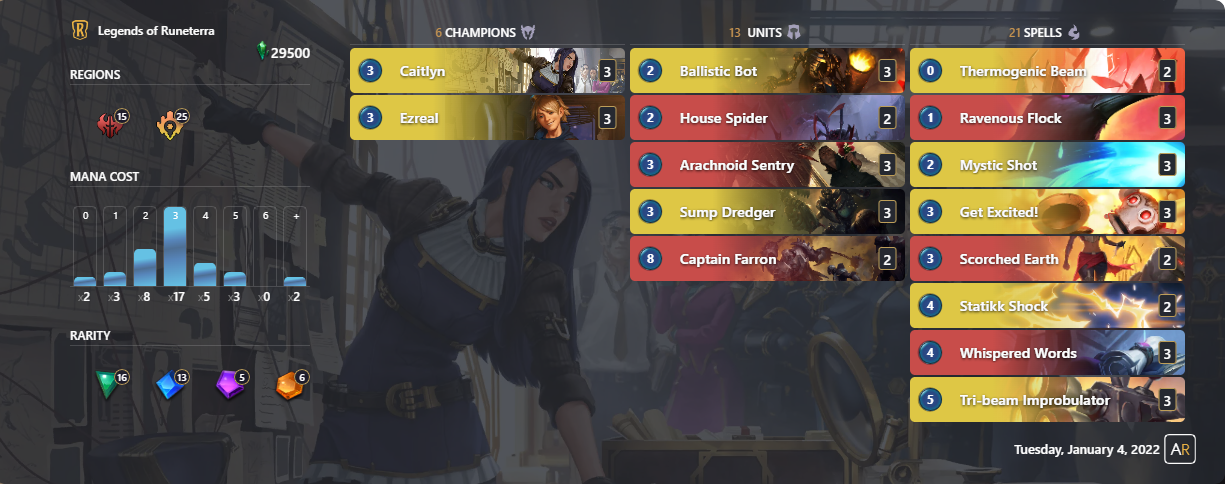 R Legends of Runeterra
29500
REGIONS
15 25
MANA COST
0 1 2 3 4 5 6 +
x2 x3 x8 x17 x5 x3 x0 x2
RARITY
16 13 5 6
6 CHAMPIONS
3 Caitlyn 3
3 Ezreal 3
13 UNITS
2 Ballistic Bot 3
2 House Spider 2
3 Arachnoid Sentry 3
3 Sump Dredger 3
8 Captain Farron 2
21 SPELLS
0 Thermogenic Beam 2
1 Ravenous Flock 3
2 Mystic Shot 3
3 Get Excited! 3
3 Scorched Earth 2
4 Statikk Shock 2
4 Whispered Words 3
5 Tri-beam Improbulator 3
Tuesday, January 4, 2022 AR